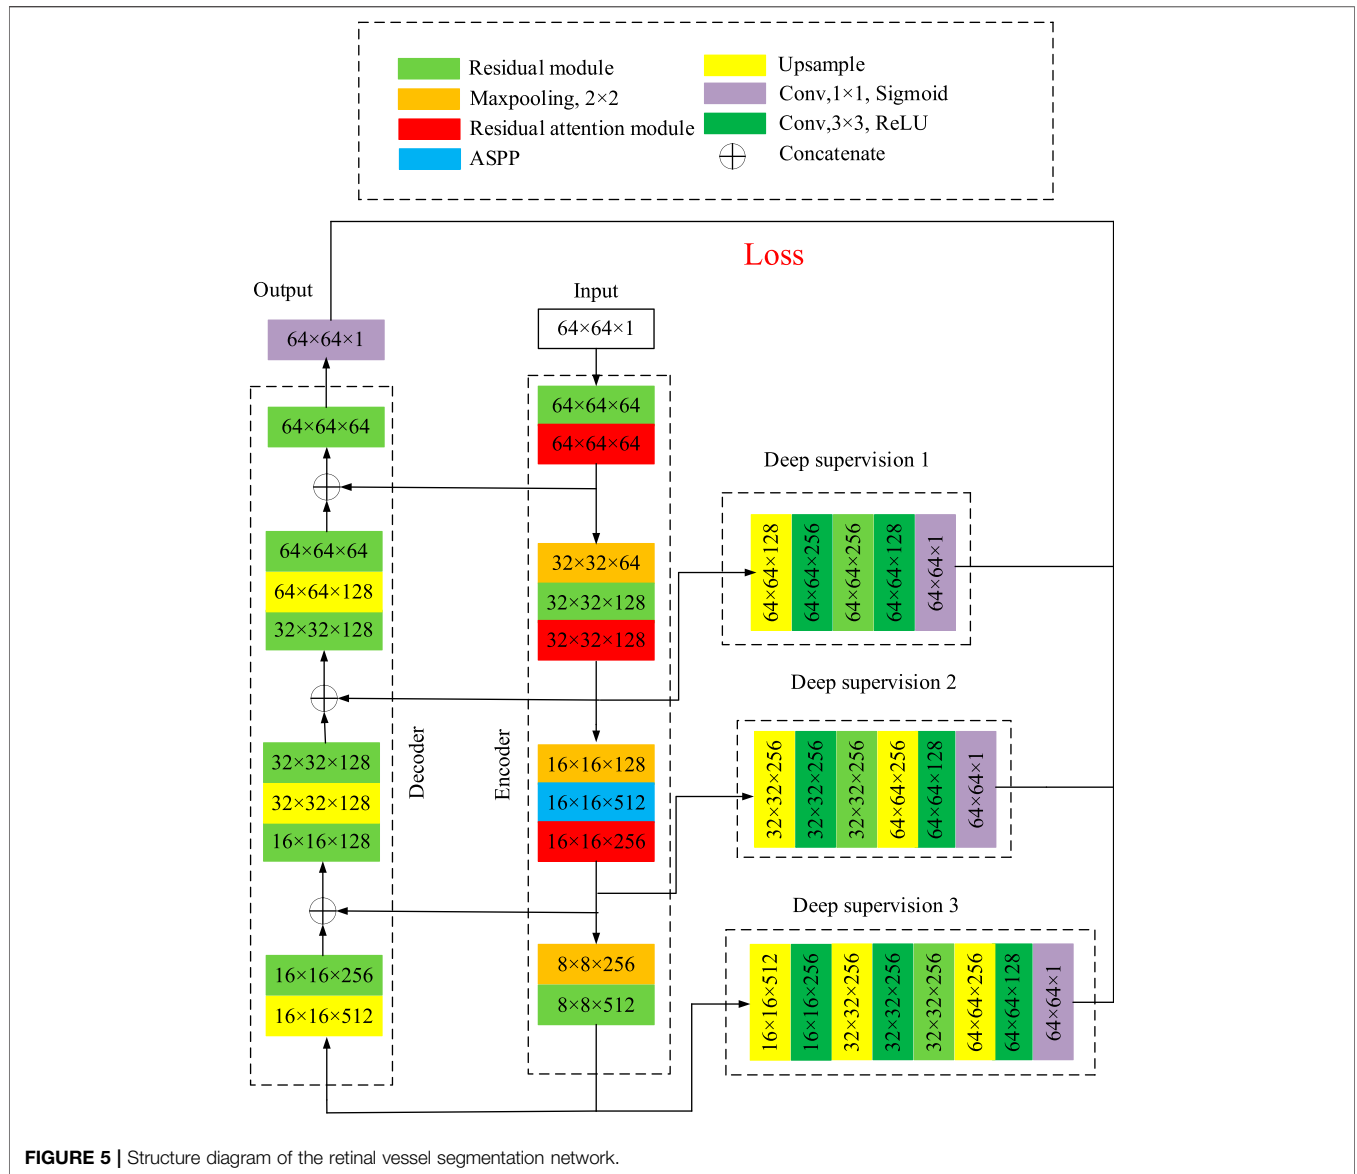 Residual module
Maxpooling, 2×2
Residual attention module
ASPP
Upsample
Conv,1×1, Sigmoid
Conv,3×3, ReLU
Concatenate
Loss
Output
64×64×1
64×64×64
64×64×64
64×64×128
32×32×128
32×32×128
32×32×128
16×16×128
16×16×256
16×16×512
Decoder
Input
64×64×1
64×64×64
64×64×64
32×32×64
32×32×128
32×32×128
16×16×128
16×16×512
16×16×256
8×8×256
8×8×512
Encoder
Deep supervision 1
64×64×128
64×64×256
64×64×256
64×64×128
64×64×1
Deep supervision 2
32×32×256
32×32×256
32×32×256
64×64×256
64×64×128
64×64×1
Deep supervision 3
16×16×512
16×16×256
32×32×256
32×32×256
32×32×256
64×64×256
64×64×128
64×64×1
FIGURE 5 | Structure diagram of the retinal vessel segmentation network.